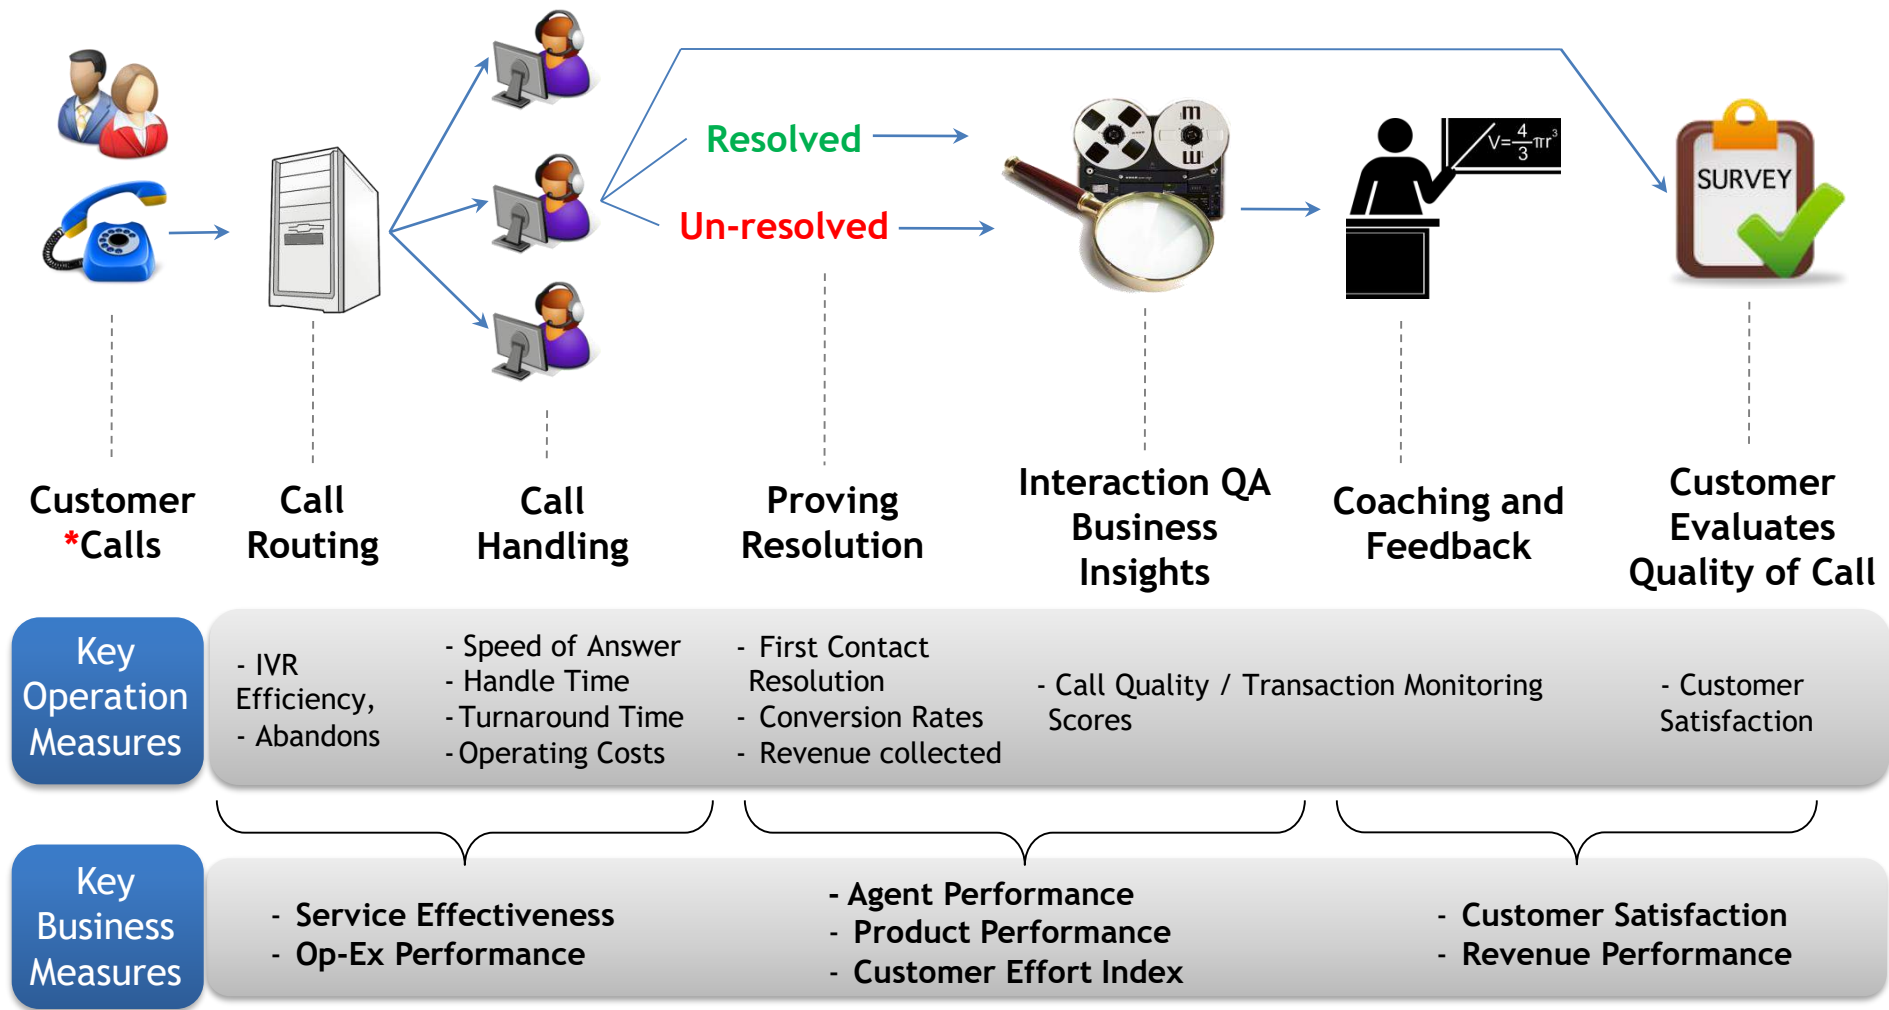 Resolved
Un-resolved
V=4/3πr³
SURVEY
Customer
*Calls
Call
Routing
Call
Handling
Proving
Resolution
Interaction QA
Business
Insights
Coaching and
Feedback
Customer
Evaluates
Quality of Call
Key
Operation
Measures
- IVR
Efficiency,
- Abandons
- Speed of Answer
- Handle Time
- Turnaround Time
- Operating Costs
- First Contact
Resolution
- Conversion Rates
- Revenue collected
- Call Quality / Transaction Monitoring
Scores
- Customer
Satisfaction
Key
Business
Measures
- Service Effectiveness
- Op-Ex Performance
- Agent Performance
- Product Performance
- Customer Effort Index
- Customer Satisfaction
- Revenue Performance